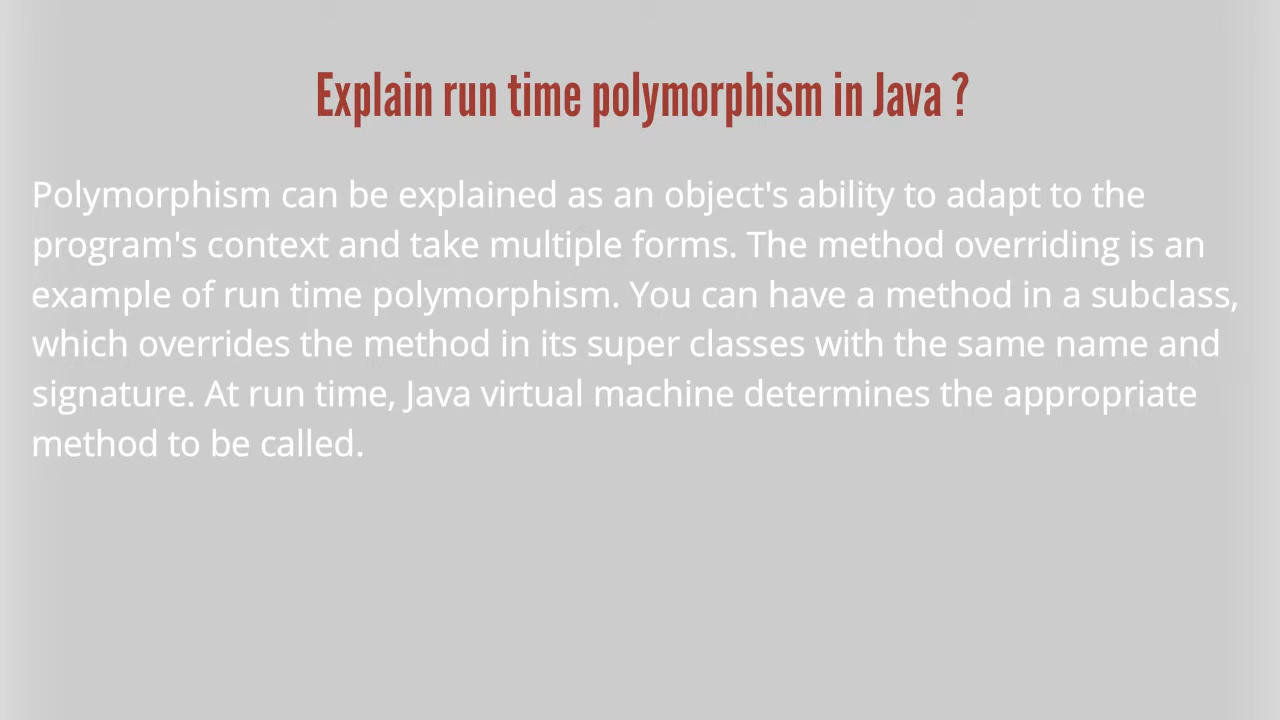 Explain run time polymorphism in Java ?
Polymorphism can be explained as an object's ability to adapt to the
program's context and take multiple forms. The method overriding is an
example of run time polymorphism. You can have a method in a subclass,
which overrides the method in its super classes with the same name and
signature. At run time, Java virtual machine determines the appropriate
method to be called.